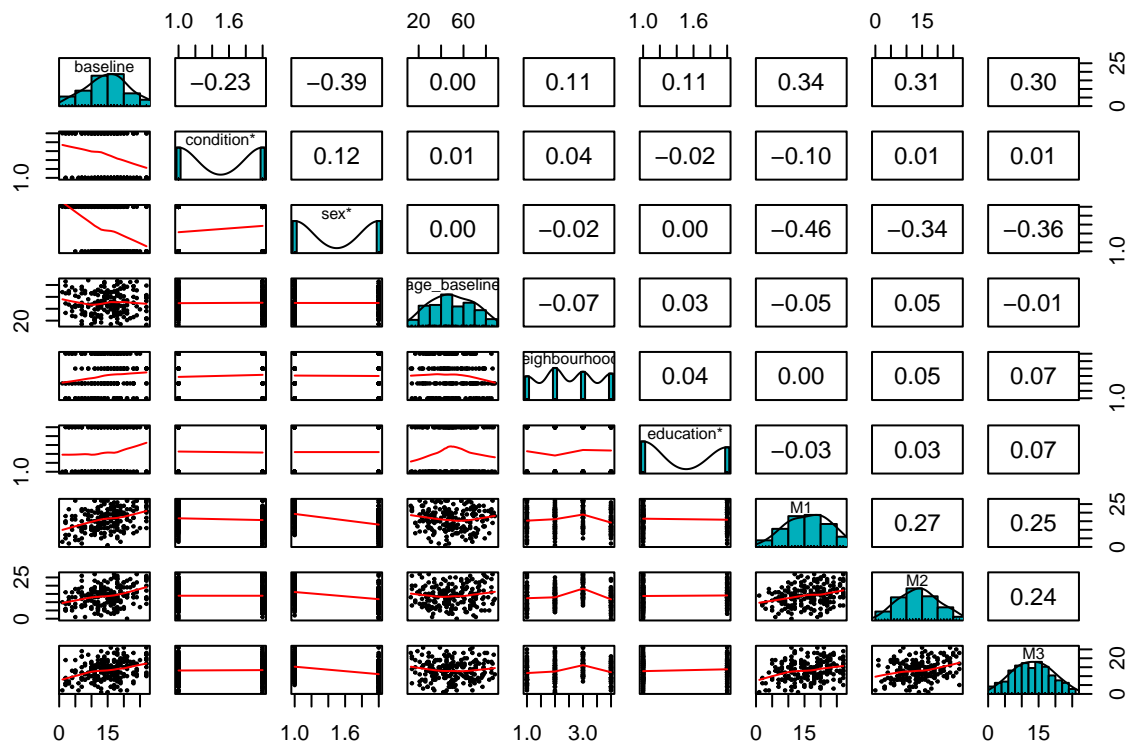 1.0 1.6 20 60 1.0 1.6 0 15
baseline −0.23 −0.39 0.00 0.11 0.11 0.34 0.31 0.30 0 25
1.0 condition* 0.12 0.01 0.04 −0.02 −0.10 0.01 0.01
sex* 0.00 −0.02 0.00 −0.46 −0.34 −0.36 1.0
20 age_baseline −0.07 0.03 −0.05 0.05 −0.01
eighbourhood 0.04 0.00 0.05 0.07 1.0
1.0 education* −0.03 0.03 0.07
M1 0.27 0.25 0 25
0 25 M2 0.24
M3 0 20
0 15 1.0 1.6 1.0 3.0 0 15 0 15